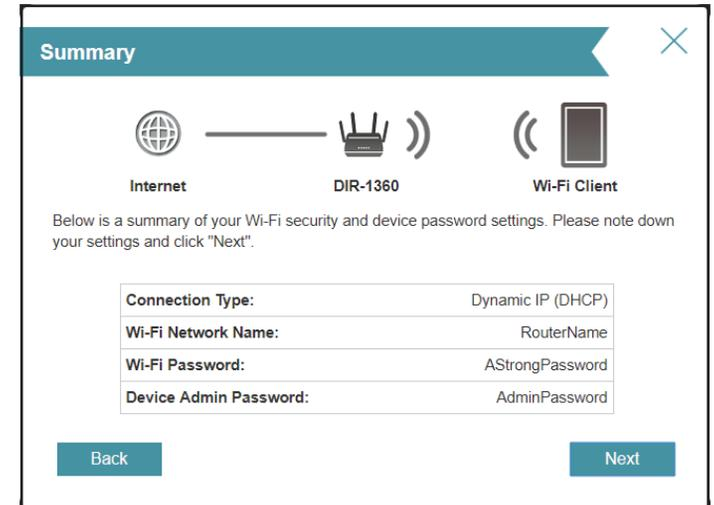 Summary
Internet
DIR-1360
Wi-Fi Client
Below is a summary of your Wi-Fi security and device password settings. Please note down
your settings and click "Next".
Connection Type: Dynamic IP (DHCP)
Wi-Fi Network Name: RouterName
Wi-Fi Password: AStrongPassword
Device Admin Password: AdminPassword
Back
Next